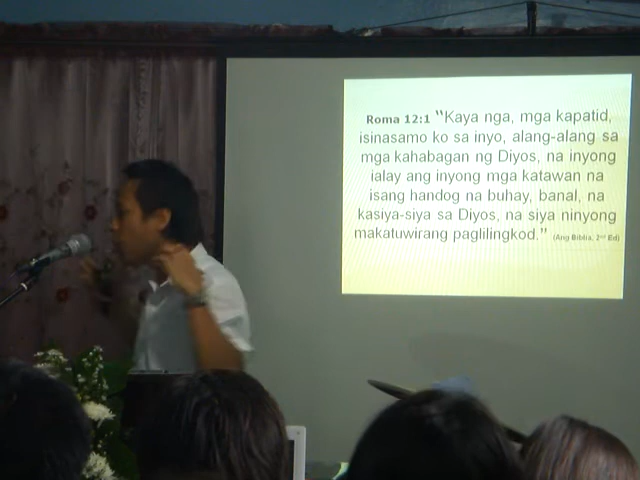 Roma 12:1 “Kaya nga, mga kapatid,
isinasamo ko sa inyo, alang-alang sa
mga kahabagan ng Diyos, na inyong
ialay ang inyong mga katawan na
isang handog na buhay, banal, na
kasiya-siya sa Diyos, na siya ninyong
makatuwirang paglilingkod.” (Ang Biblia, 2nd Ed)